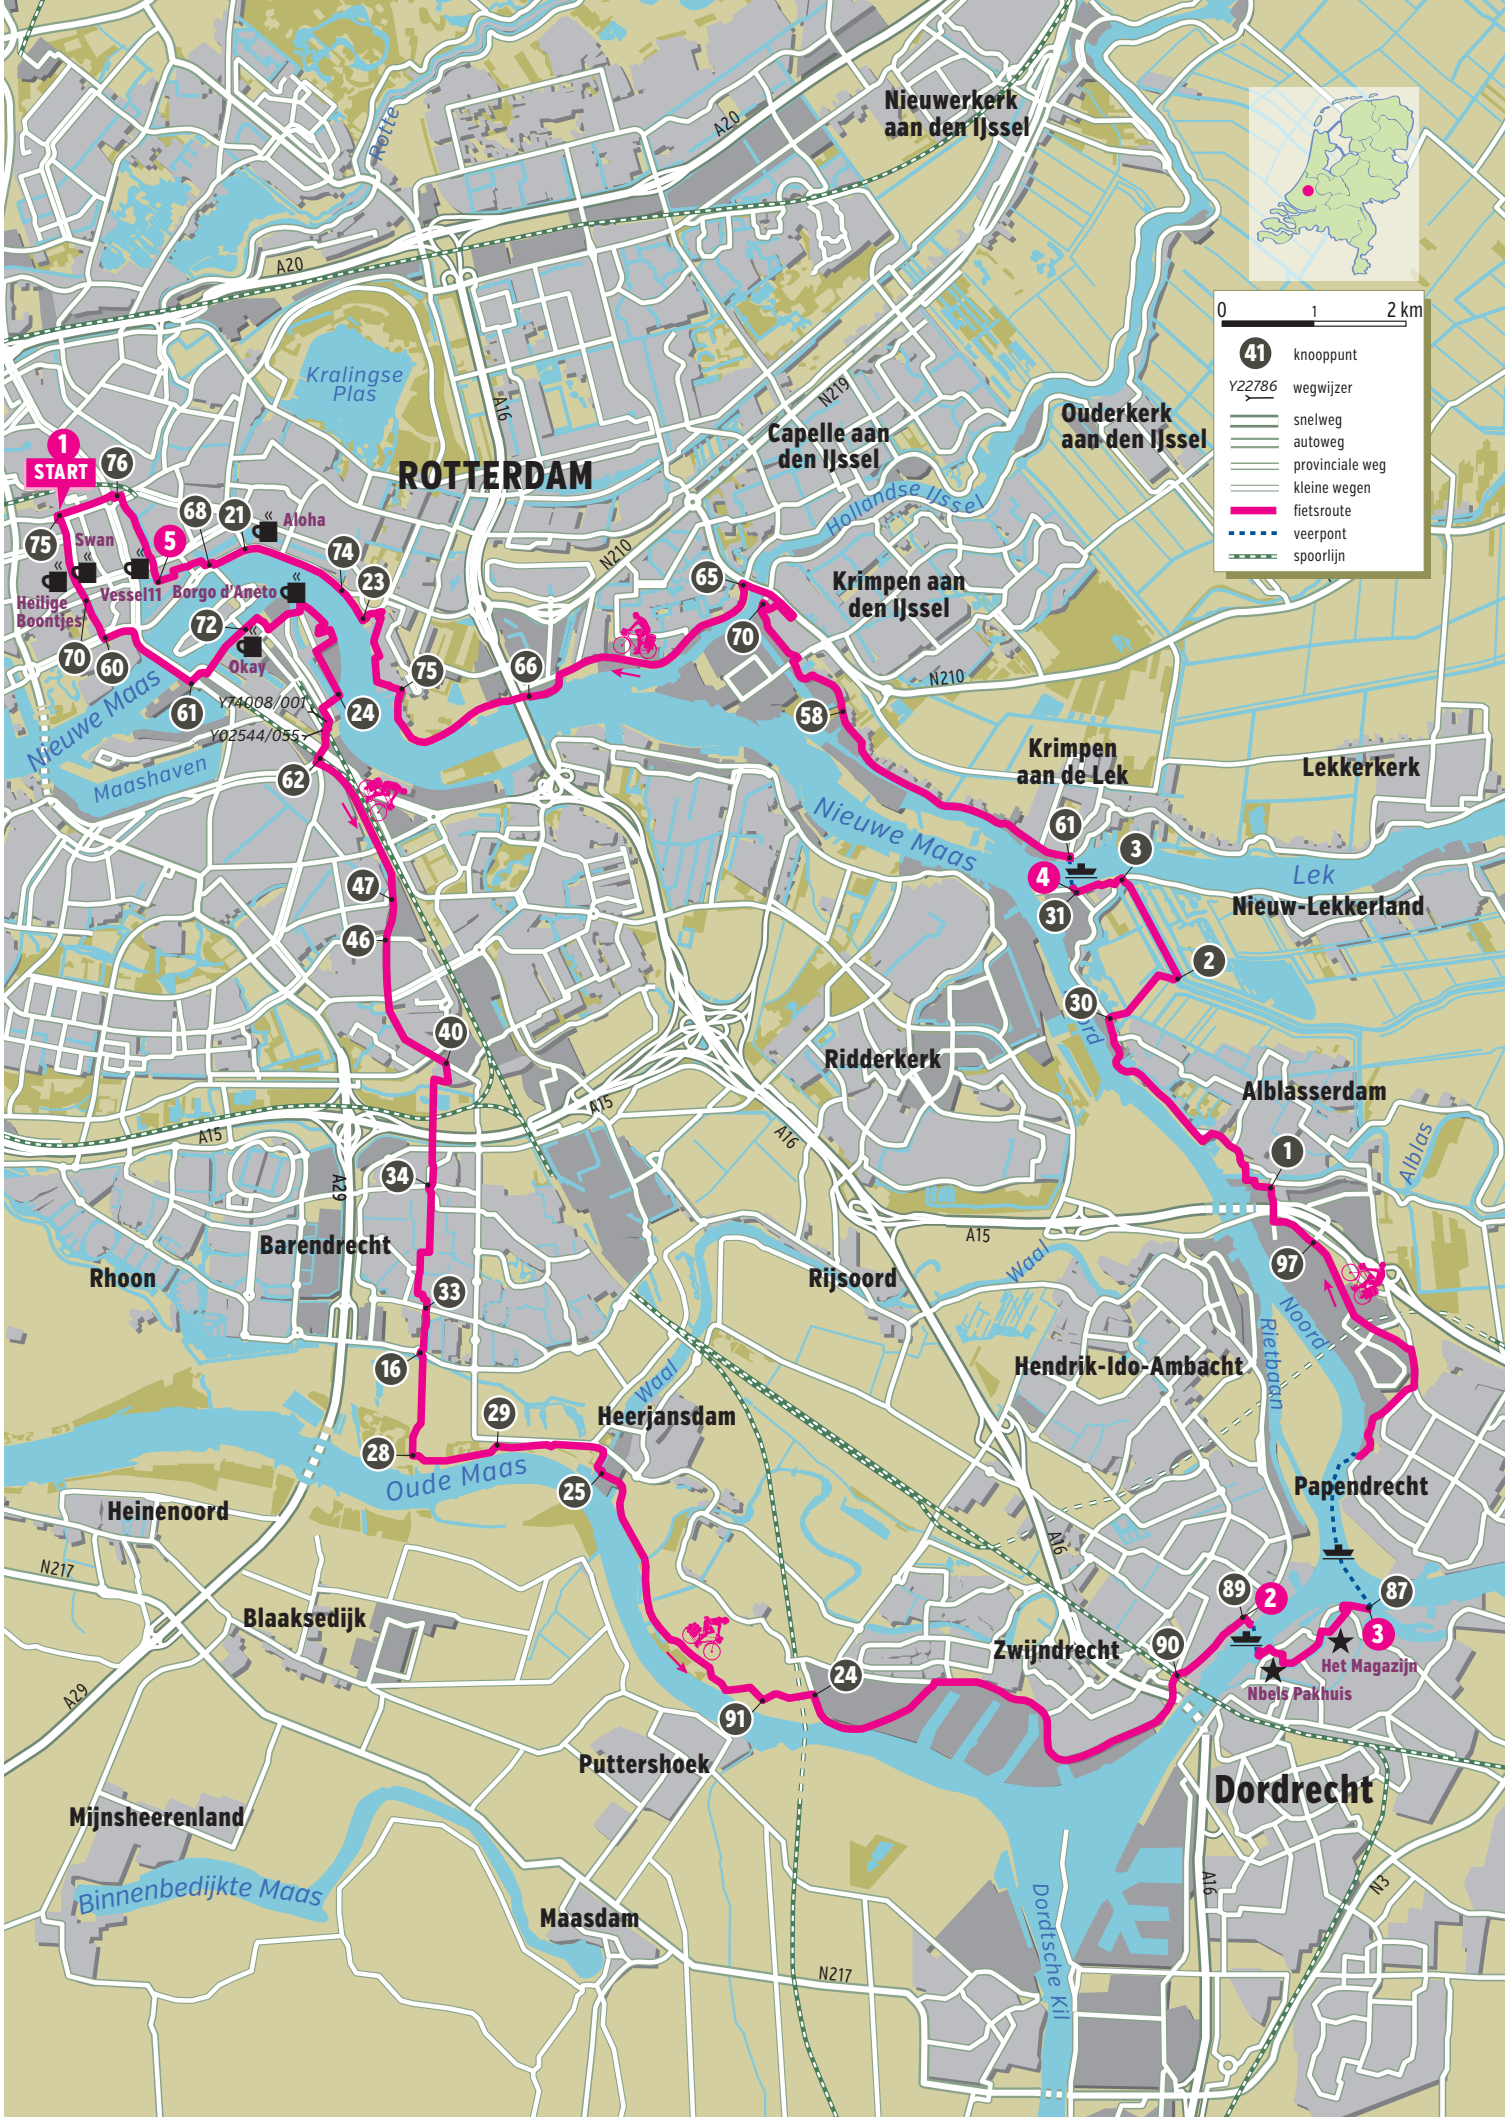 Nieuwerkerk
aan den IJssel
A20
Rotte
A20
0 1 2 km
41 knooppunt
Y22786 wegwijzer
snelweg
autoweg
provinciale weg
kleine wegen
fietsroute
veerpont
spoorlijn
Kralingse
Plas
A16
N219
Ouderkerk
aan den IJssel
Capelle aan
den IJssel
1
START
76
ROTTERDAM
Hollandse IJssel
68
21
Aloha
75
Swan
5
74
N210
23
65
Krimpen aan
den IJssel
Heilige
Boontjes
Vessel11
Borgo d'Aneto
72
70
70
60
Okay
75
66
N210
61
Y74008/001
24
58
Nieuwe Maas
Y02544/055
Krimpen
aan de Lek
Lekkerkerk
Maashaven
62
Nieuwe Maas
61
3
4
Lek
47
31
Nieuw-Lekkerland
46
2
30
ord
40
Ridderkerk
Alblasserdam
A15
A15
A16
1
Alblas
34
A29
A15
Barendrecht
Waal
97
Rhoon
Rijsoord
33
Noord
Rietbaan
16
Hendrik-Ido-Ambacht
Waal
29
Heerjansdam
28
Oude Maas
25
Papendrecht
Heinenoord
A16
N217
89
2
87
Blaaksedijk
3
90
Zwijndrecht
Het Magazijn
24
Nbels Pakhuis
A29
91
Puttershoek
Dordrecht
Mijnsheerenland
A16
N3
Binnenbedijkte Maas
Maasdam
Dordtsche Kil
N217